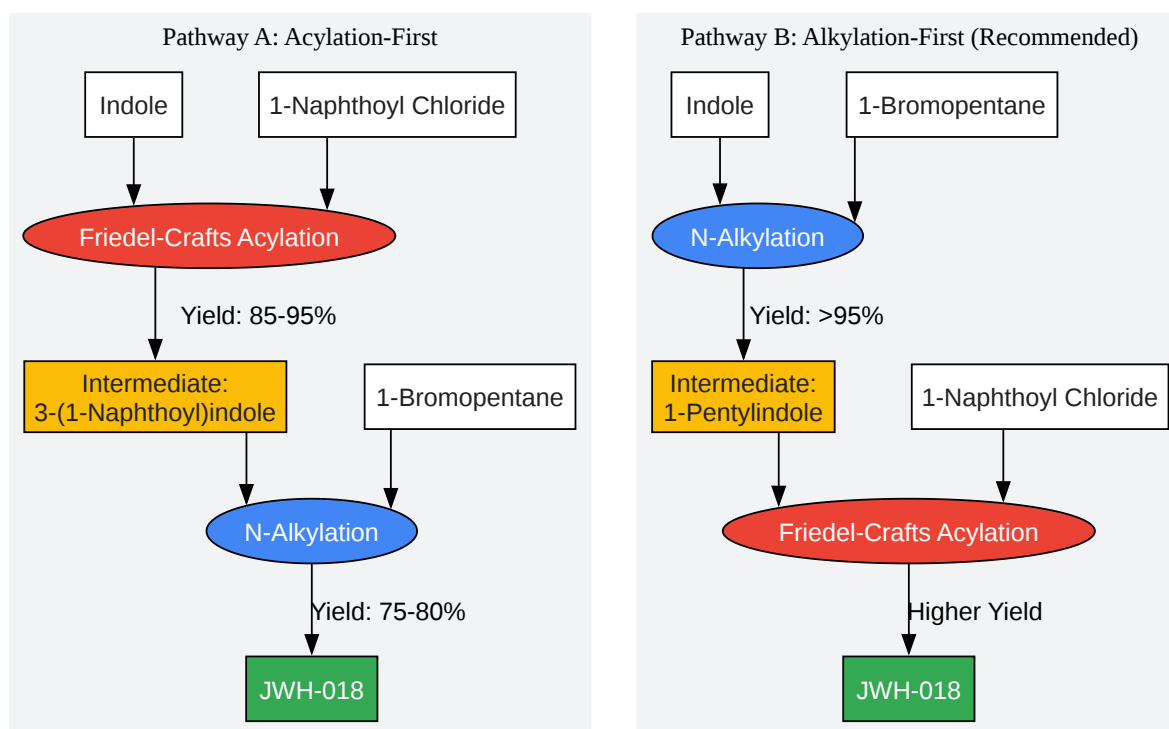 Pathway A: Acylation-First
Indole
1-Naphthoyl Chloride
Friedel-Crafts Acylation
Yield: 85-95%
Intermediate:
3-(1-Naphthoyl)indole
1-Bromopentane
N-Alkylation
Yield: 75-80%
JWH-018
Pathway B: Alkylation-First (Recommended)
Indole
1-Bromopentane
N-Alkylation
Yield: >95%
Intermediate:
1-Pentylindole
1-Naphthoyl Chloride
Friedel-Crafts Acylation
Higher Yield
JWH-018